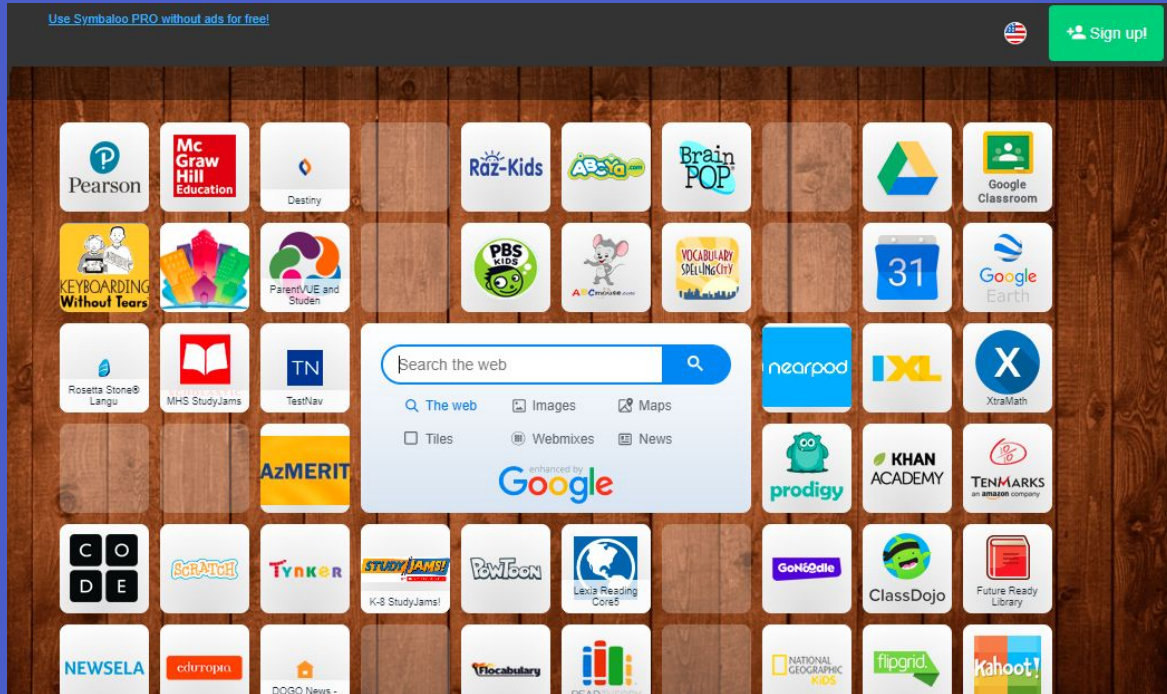 Use Symbaloo PRO without ads for free!
Sign up!
Pearson
Mc
Graw
Hill
Education
Destiny
Raz-Kids
ABCya.com
Brain
POP
Google
Classroom
KEYBOARDING
Without Tears
ParentVUE and
Studen
PBS
KIDS
ABCmouse.com
VOCABULARY
SPELLINGCITY
31
Google
Earth
Rosetta Stone®
Langu
MHS StudyJams
TN
TestNav
Search the web
The web
Images
Maps
Tiles
Webmixes
News
enhanced by
Google
nearpod
IXL
X
XtraMath
AzMERIT
prodigy
KHAN
ACADEMY
10/10
TENMARKS
an amazon company
C O
D E
SCRATCH
Tynker
STUDY JAMS!
K-8 StudyJams!
POWTOON
Lexia Reading
Core5
GoNoodle
ClassDojo
Future Ready
Library
NEWSELA
edutopia
DOGO News -
Flocabulary
READTHEORY
NATIONAL
GEOGRAPHIC
KiDS
flipgrid.
Kahoot!